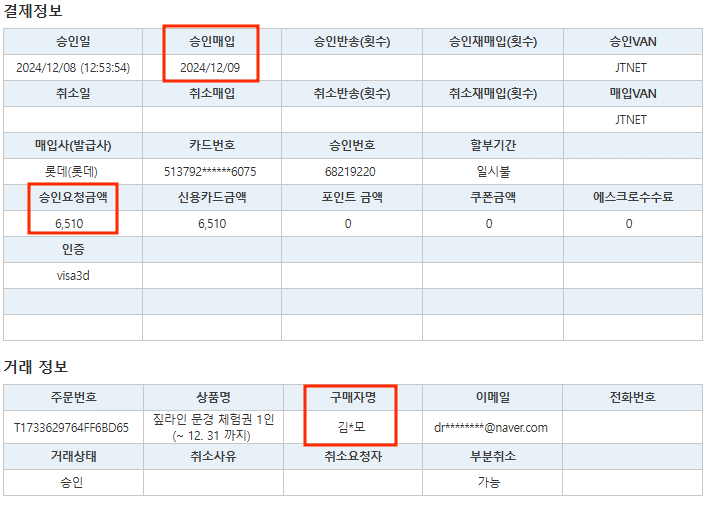 결제정보
승인일 승인매입 승인반송(횟수) 승인재매입(횟수) 승인VAN
2024/12/08 (12:53:54) 2024/12/09 JTNET
취소일 취소매입 취소반송(횟수) 취소재매입(횟수) 매입VAN
JTNET
매입사(발급사) 카드번호 승인번호 할부기간
롯데(롯데) 513792******6075 68219220 일시불
승인요청금액 신용카드금액 포인트 금액 쿠폰금액 에스크로수수료
6,510 6,510 0 0 0
인증
visa3d
거래 정보
주문번호 상품명 구매자명 이메일 전화번호
T1733629764FF6BD65 짚라인 문경 체험권 1인 김*모 dr********@naver.com
(~ 12. 31 까지)
거래상태 취소사유 취소요청자 부분취소
승인 가능